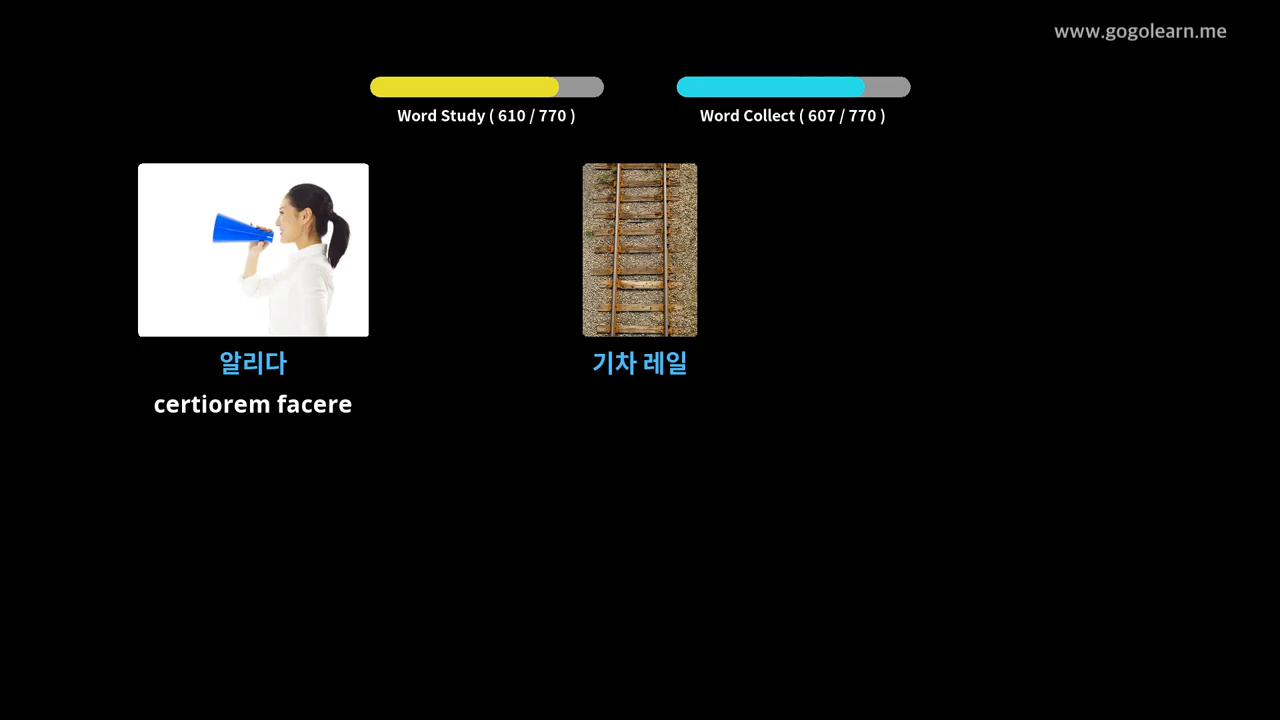 www.gogolearn.me
Word Study ( 610 / 770 )
Word Collect ( 607 / 770 )
알리다
기차 레일
certiorem facere